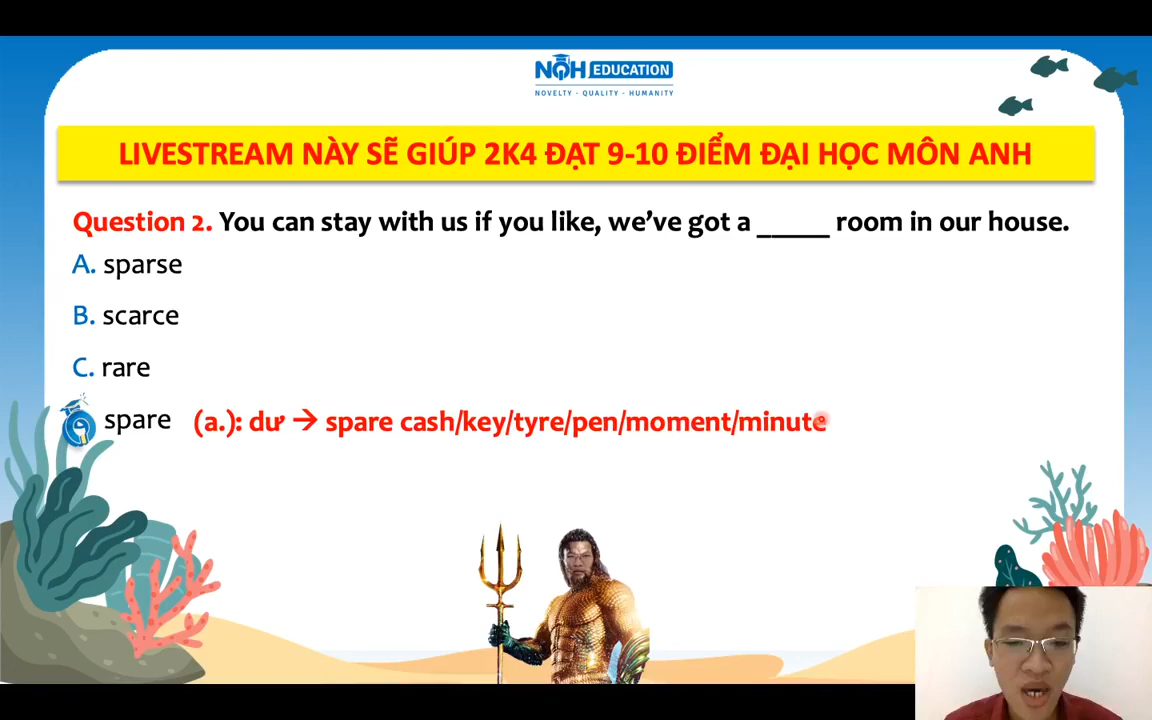 NQH EDUCATION
NOVELTY - QUALITY - HUMANITY
LIVESTREAM NÀY SẼ GIÚP 2K4 ĐẠT 9-10 ĐIỂM ĐẠI HỌC MÔN ANH
Question 2. You can stay with us if you like, we’ve got a _____ room in our house.
A. sparse
B. scarce
C. rare
spare (a.): dư → spare cash/key/tyre/pen/moment/minute